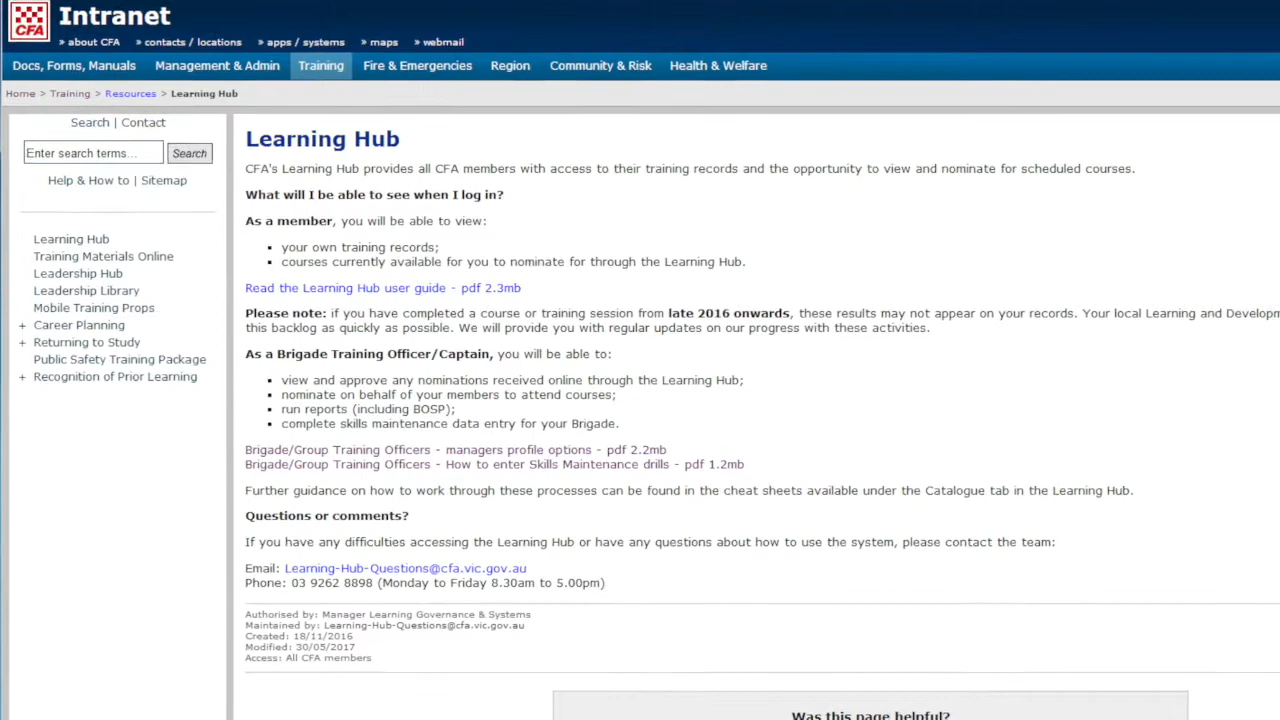 CFA
Intranet
» about CFA » contacts / locations » apps / systems » maps » webmail
Docs, Forms, Manuals Management & Admin Training Fire & Emergencies Region Community & Risk Health & Welfare
Home > Training > Resources > Learning Hub
Search | Contact
Enter search terms... Search
Help & How to | Sitemap
Learning Hub
Training Materials Online
Leadership Hub
Leadership Library
Mobile Training Props
+ Career Planning
+ Returning to Study
Public Safety Training Package
+ Recognition of Prior Learning
Learning Hub
CFA's Learning Hub provides all CFA members with access to their training records and the opportunity to view and nominate for scheduled courses.
What will I be able to see when I log in?
As a member, you will be able to view:
▪ your own training records;
▪ courses currently available for you to nominate for through the Learning Hub.
Read the Learning Hub user guide - pdf 2.3mb
Please note: if you have completed a course or training session from late 2016 onwards, these results may not appear on your records. Your local Learning and Developm
this backlog as quickly as possible. We will provide you with regular updates on our progress with these activities.
As a Brigade Training Officer/Captain, you will be able to:
▪ view and approve any nominations received online through the Learning Hub;
▪ nominate on behalf of your members to attend courses;
▪ run reports (including BOSP);
▪ complete skills maintenance data entry for your Brigade.
Brigade/Group Training Officers - managers profile options - pdf 2.2mb
Brigade/Group Training Officers - How to enter Skills Maintenance drills - pdf 1.2mb
Further guidance on how to work through these processes can be found in the cheat sheets available under the Catalogue tab in the Learning Hub.
Questions or comments?
If you have any difficulties accessing the Learning Hub or have any questions about how to use the system, please contact the team:
Email: Learning-Hub-Questions@cfa.vic.gov.au
Phone: 03 9262 8898 (Monday to Friday 8.30am to 5.00pm)
Authorised by: Manager Learning Governance & Systems
Maintained by: Learning-Hub-Questions@cfa.vic.gov.au
Created: 18/11/2016
Modified: 30/05/2017
Access: All CFA members
Was this page helpful?